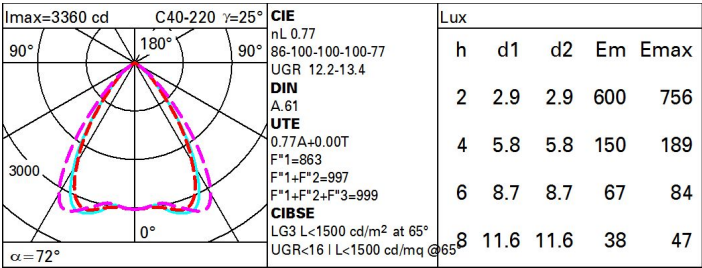 Imax=3360 cd C40-220 γ=25°
90° 180° 90°
3000
0°
α=72°
CIE
nL 0.77
86-100-100-100-77
UGR 12.2-13.4
DIN
A.61
UTE
0.77A+0.00T
F"1=863
F"1+F"2=997
F"1+F"2+F"3=999
CIBSE
LG3 L<1500 cd/m² at 65°
UGR<16 | L<1500 cd/mq @65°
Lux
h d1 d2 Em Emax
2 2.9 2.9 600 756
4 5.8 5.8 150 189
6 8.7 8.7 67 84
8 11.6 11.6 38 47